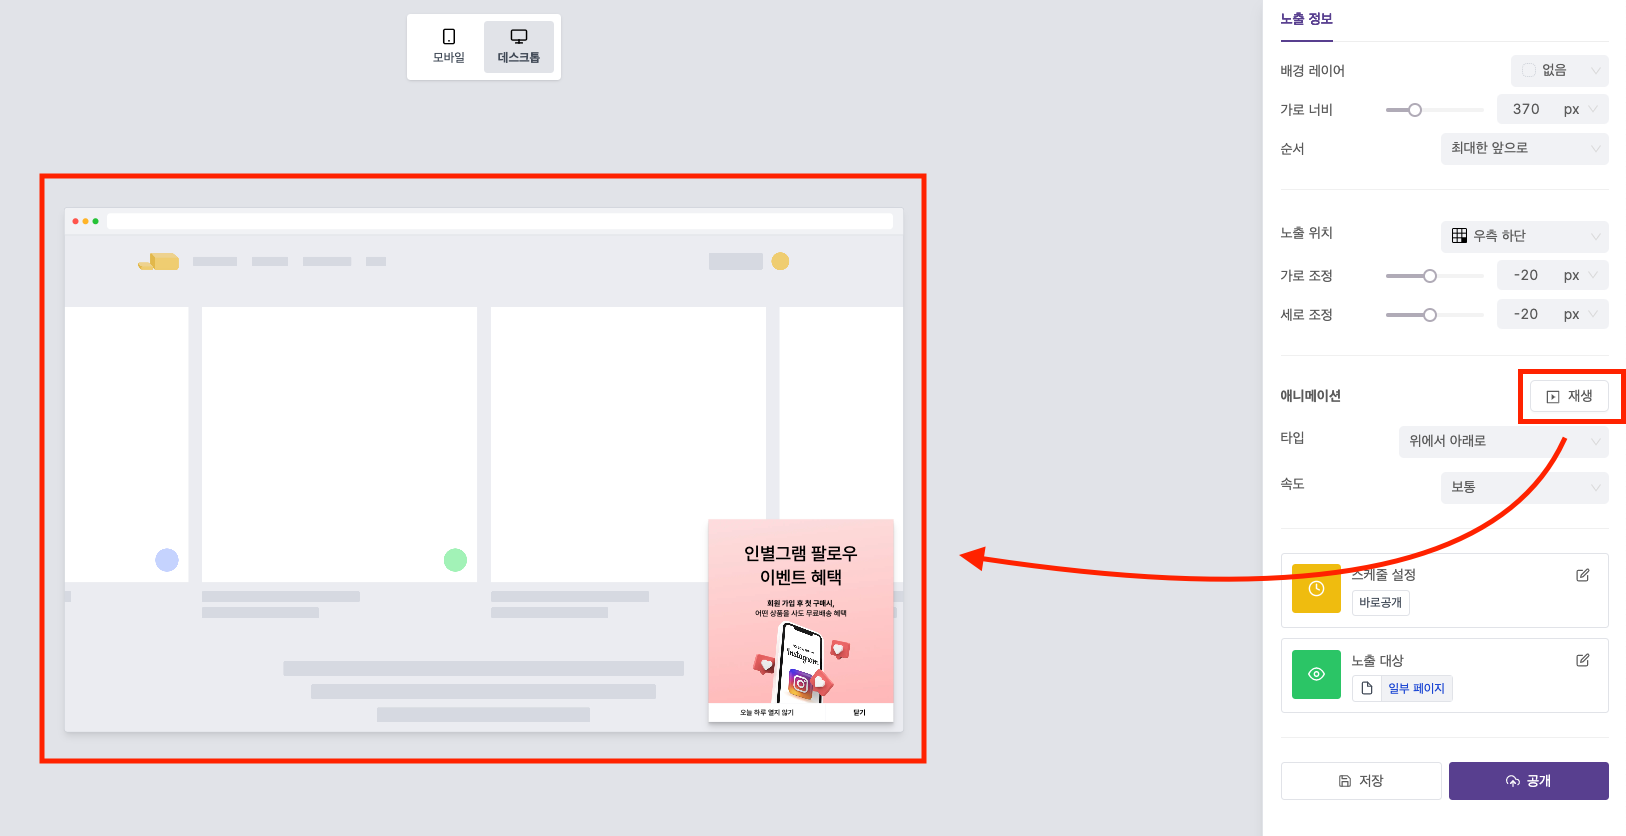 모바일
데스크톱
인별그램 팔로우
이벤트 혜택
회원 가입 후 첫 구매시,
어떤 상품을 사도 무료배송 혜택
Instagram
오늘 하루 열지 않기
닫기
노출 정보
배경 레이어
없음
가로 너비
370 px
순서
최대한 앞으로
노출 위치
우측 하단
가로 조정
-20 px
세로 조정
-20 px
애니메이션
재생
타입
위에서 아래로
속도
보통
스케줄 설정
바로공개
노출 대상
일부 페이지
저장
공개